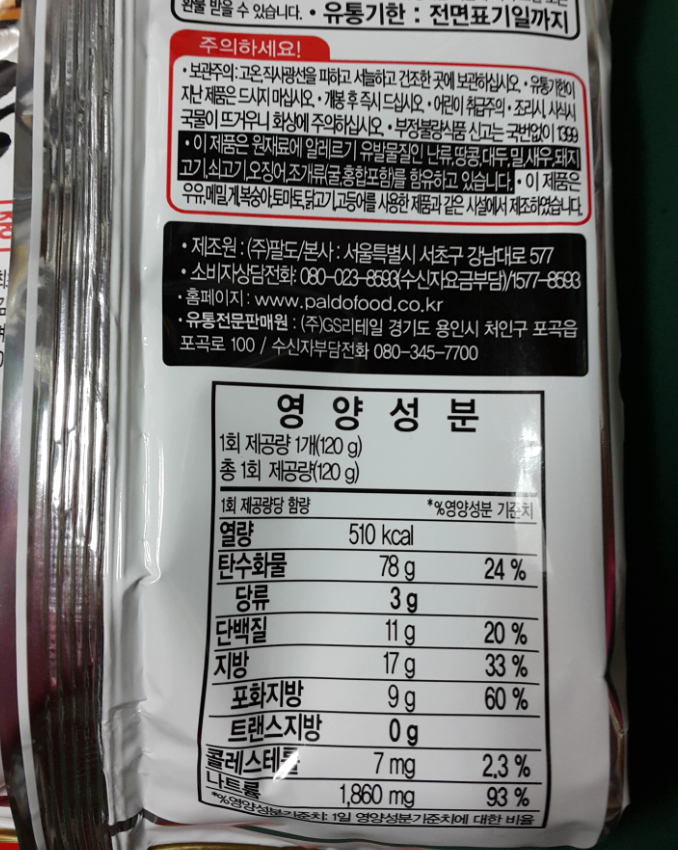 환불 받을 수 있습니다. • 유통기한 : 전면표기일까지
주의하세요!
• 보관주의: 고온 직사광선을 피하고 서늘하고 건조한 곳에 보관하십시오. • 유통기한이
지난 제품은 드시지 마십시오. • 개봉 후 즉시 드십시오. • 어린이 취급주의 • 조리시, 식시
국물이 뜨거우니 화상에 주의하십시오. • 부정·불량식품 신고는 국번없이 1399
• 이 제품은 원재료에 알레르기 유발물질인 난류,땅콩,대두,밀,새우,돼지
고기,쇠고기,오징어,조개류(굴,홍합포함)를 함유하고 있습니다. • 이 제품은
우유,메밀,게,복숭아,토마토,닭고기,고등어를 사용한 제품과 같은 시설에서 제조하였습니다.
• 제조원 : (주)팔도/본사 : 서울특별시 서초구 강남대로 577
• 소비자상담전화: 080-023-8593(수신자요금부담)/1577-8593
• 홈페이지 : www.paldofood.co.kr
• 유통전문판매원 : (주)GS리테일 경기도 용인시 처인구 포곡읍
포곡로 100 / 수신자부담전화 080-345-7700
영 양 성 분
1회 제공량 1개(120 g)
총 1회 제공량(120 g)
1회 제공량당 함량 *%영양성분 기준치
열량 510 kcal
탄수화물 78 g 24 %
당류 3 g
단백질 11 g 20 %
지방 17 g 33 %
포화지방 9 g 60 %
트랜스지방 0 g
콜레스테롤 7 mg 2.3 %
나트륨 1,860 mg 93 %
*%영양성분기준치: 1일 영양성분기준치에 대한 비율